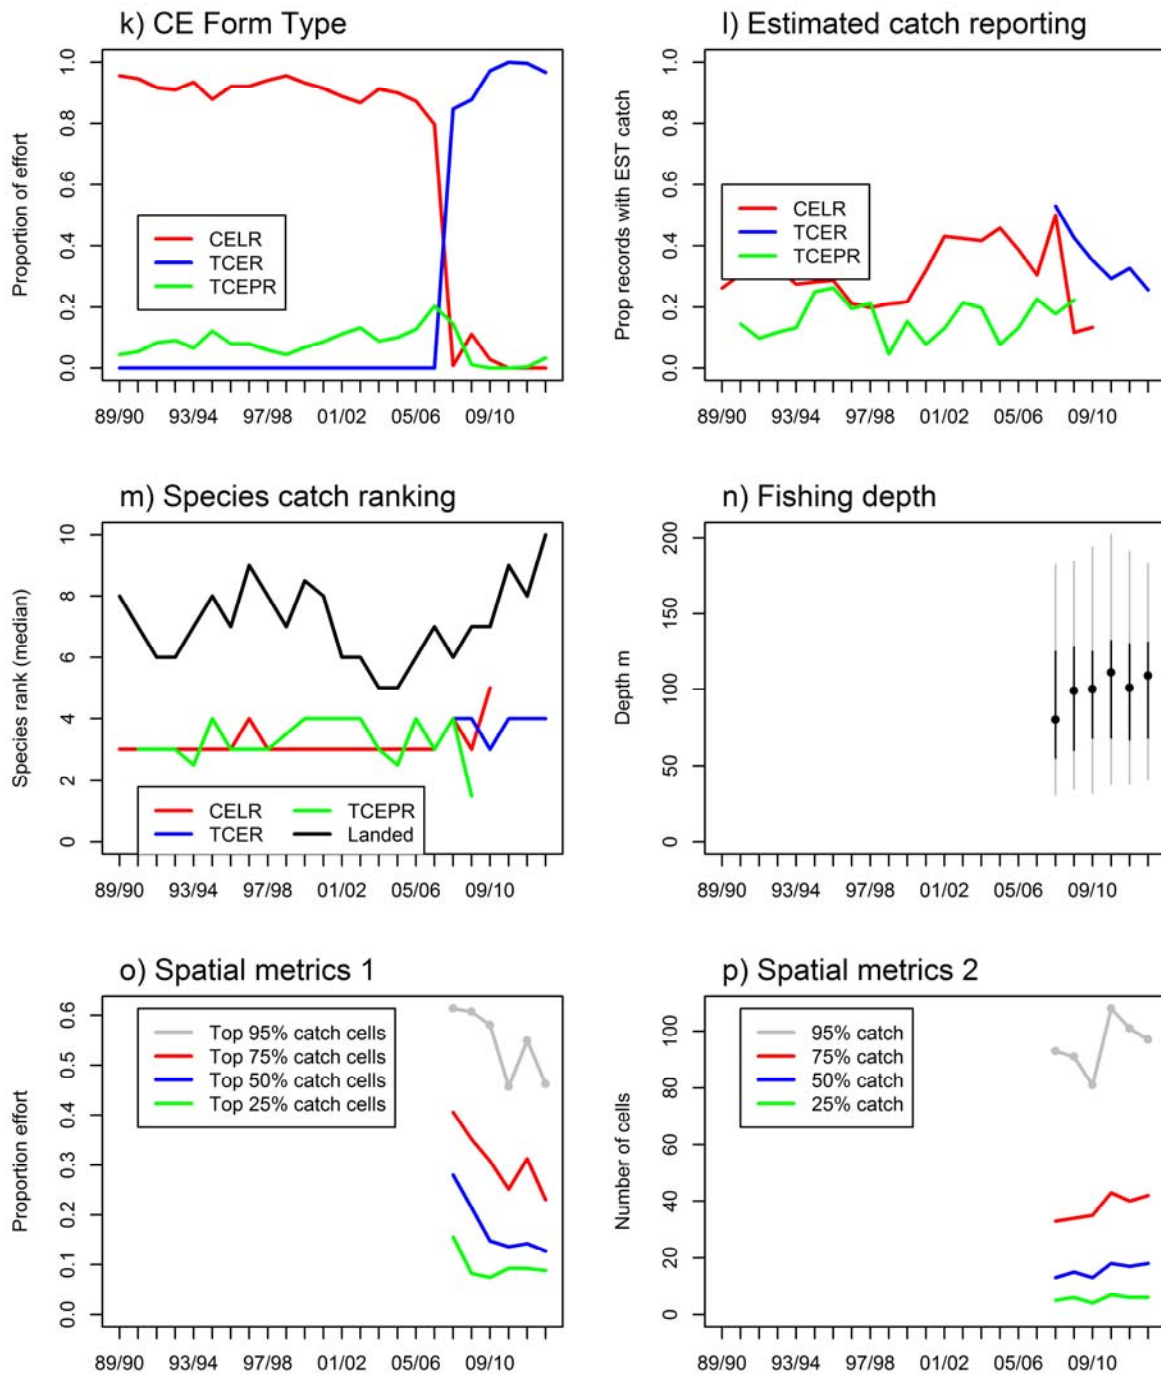 k) CE Form Type
Proportion of effort
1.0
0.8
0.6
0.4
0.2
0.0
CELR
TCER
TCEPR
89/90 93/94 97/98 01/02 05/06 09/10
l) Estimated catch reporting
Prop records with EST catch
1.0
0.8
0.6
0.4
0.2
0.0
CELR
TCER
TCEPR
89/90 93/94 97/98 01/02 05/06 09/10
m) Species catch ranking
Species rank (median)
10
8
6
4
2
0
CELR TCEPR
TCER Landed
89/90 93/94 97/98 01/02 05/06 09/10
n) Fishing depth
Depth m
200
150
100
50
0
89/90 93/94 97/98 01/02 05/06 09/10
o) Spatial metrics 1
Proportion effort
0.6
0.5
0.4
0.3
0.2
0.1
0.0
Top 95% catch cells
Top 75% catch cells
Top 50% catch cells
Top 25% catch cells
89/90 93/94 97/98 01/02 05/06 09/10
p) Spatial metrics 2
Number of cells
100
80
60
40
20
0
95% catch
75% catch
50% catch
25% catch
89/90 93/94 97/98 01/02 05/06 09/10